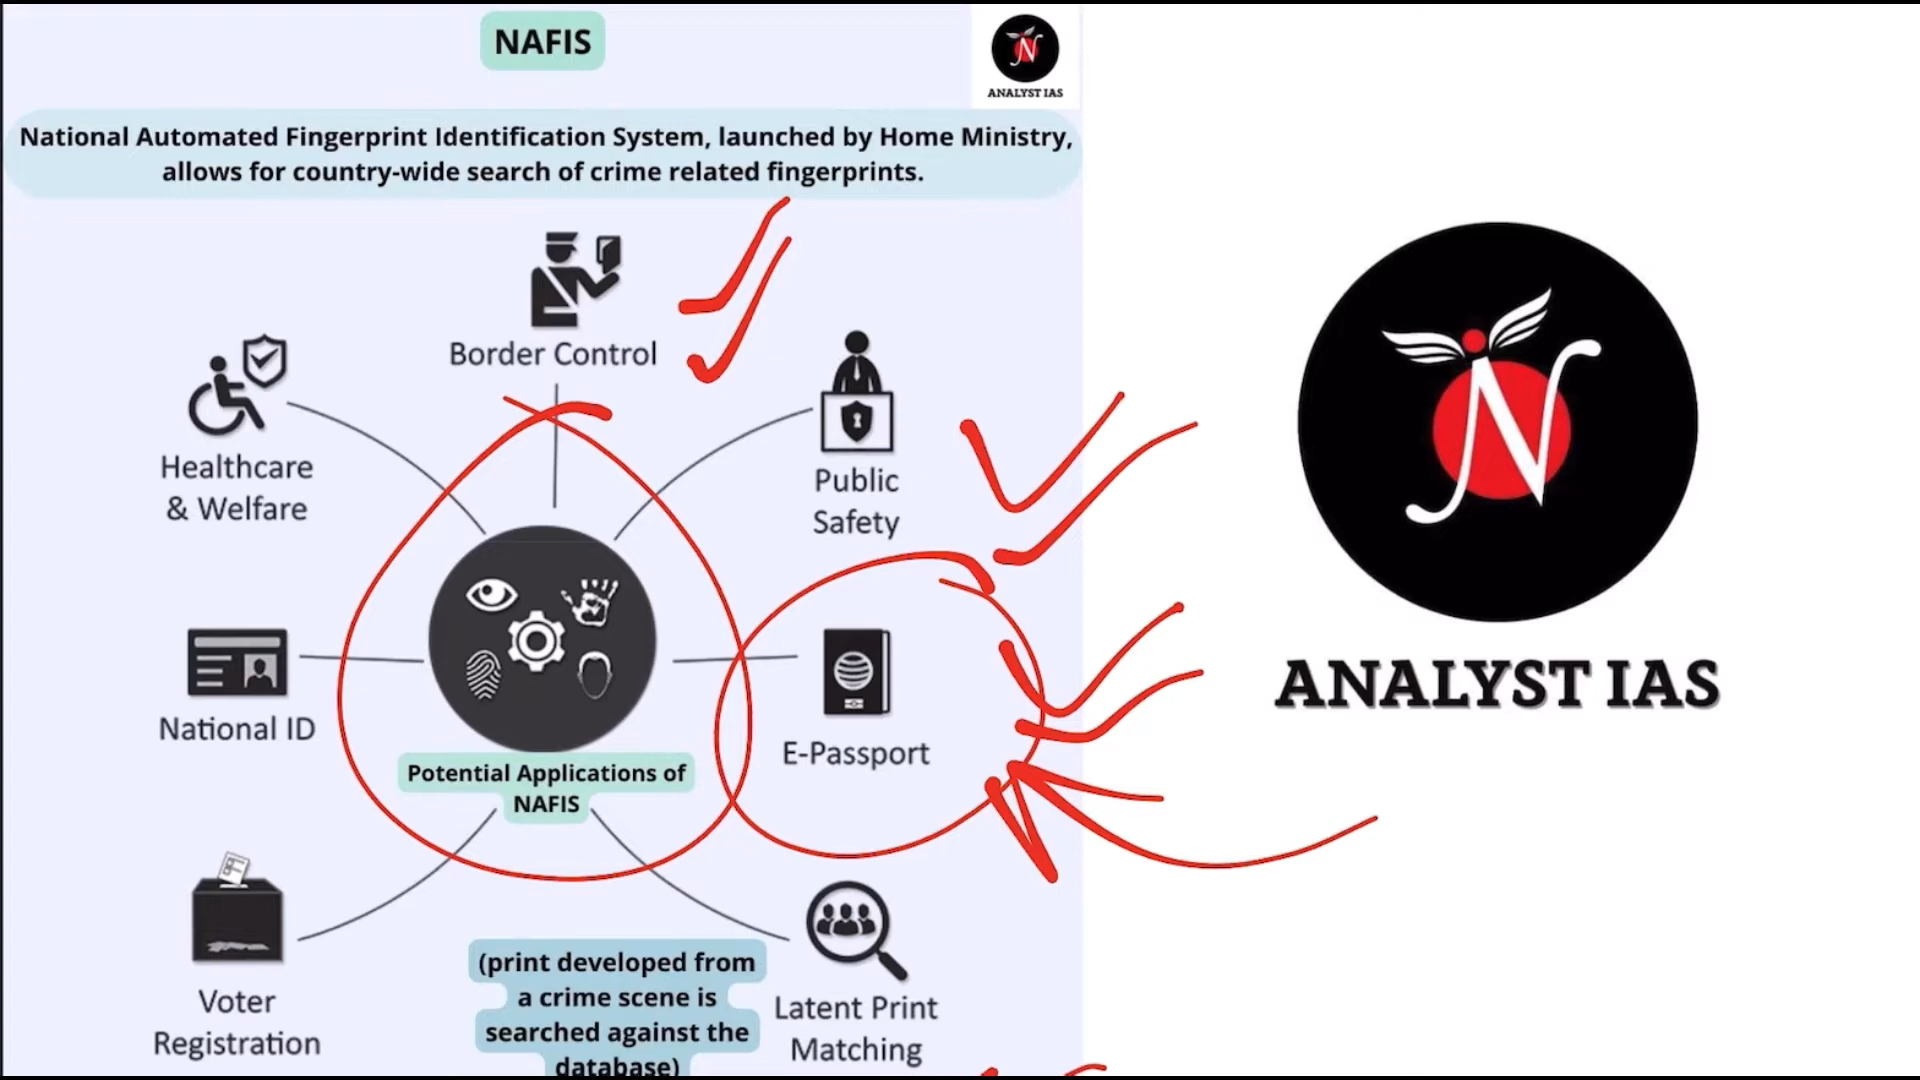 NAFIS
ANALYST IAS
National Automated Fingerprint Identification System, launched by Home Ministry,
allows for country-wide search of crime related fingerprints.
Border Control
Healthcare
& Welfare
Public
Safety
National ID
E-Passport
Potential Applications of
NAFIS
Voter
Registration
(print developed from
a crime scene is
searched against the
database)
Latent Print
Matching
N
ANALYST IAS